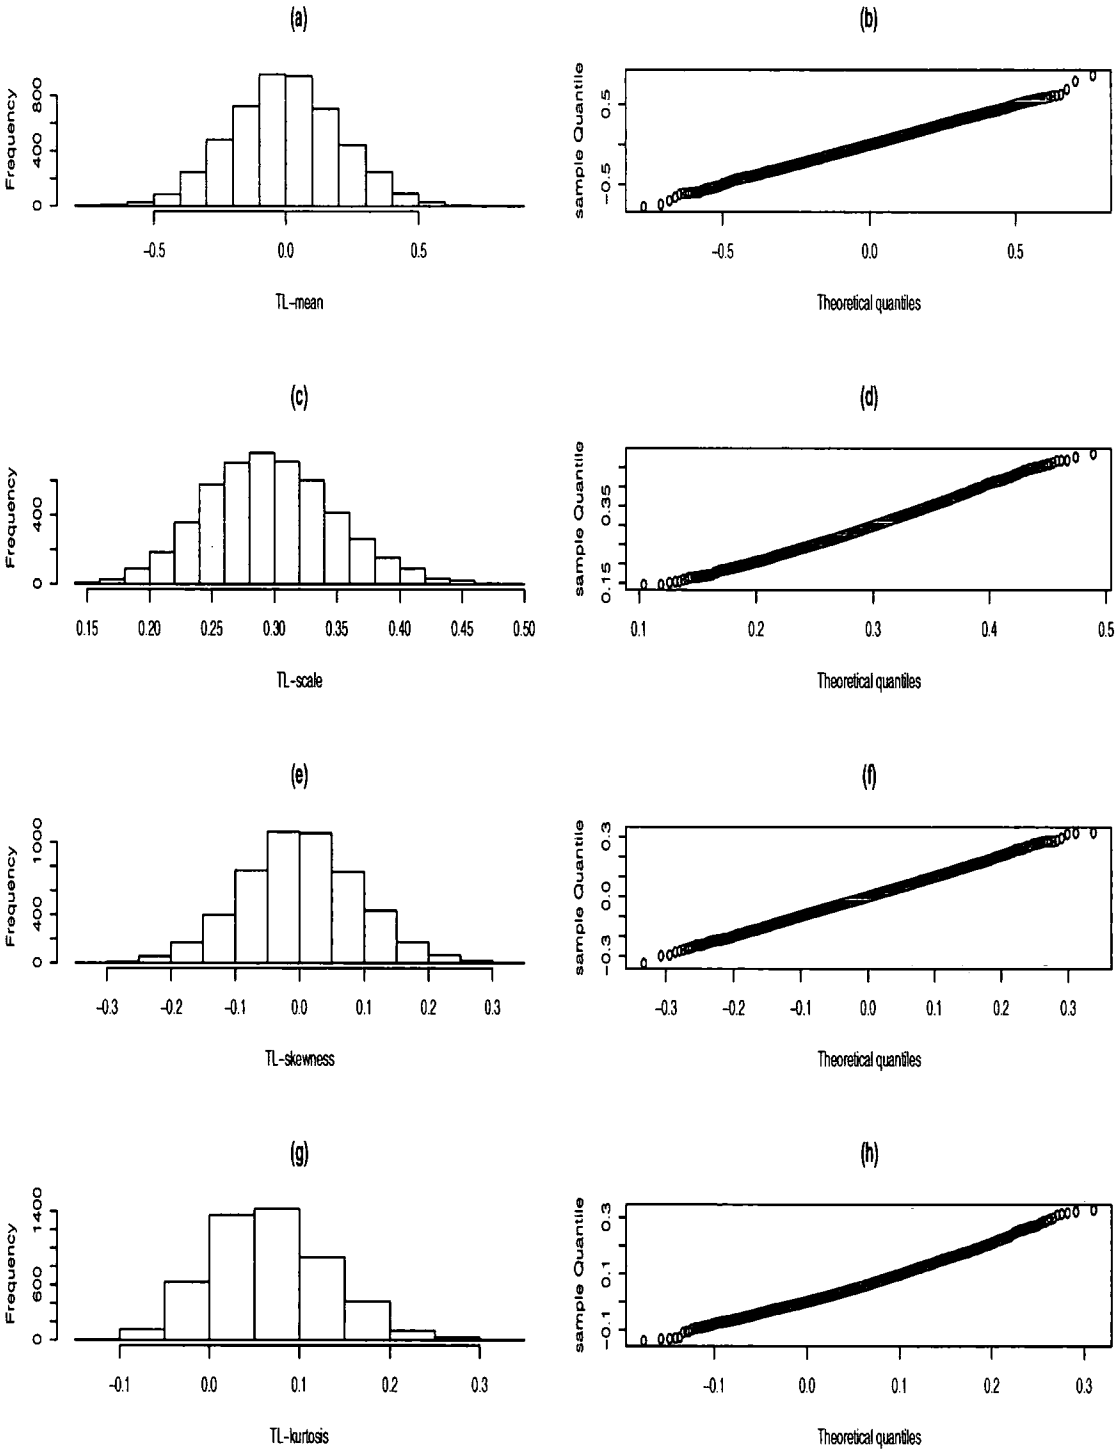 (a) (b)
Frequency
0 400 800
-0.5 0.0 0.5
TL-mean
sample Quantile
-0.5 0.5
-0.5 0.0 0.5
Theoretical quantiles
(c) (d)
Frequency
0 400
0.15 0.20 0.25 0.30 0.35 0.40 0.45 0.50
TL-scale
sample Quantile
0.15 0.35
0.1 0.2 0.3 0.4 0.5
Theoretical quantiles
(e) (f)
Frequency
0 400 1000
-0.3 -0.2 -0.1 0.0 0.1 0.2 0.3
TL-skewness
sample Quantile
-0.3 0.0 0.3
-0.3 -0.2 -0.1 0.0 0.1 0.2 0.3
Theoretical quantiles
(g) (h)
Frequency
0 600 1400
-0.1 0.0 0.1 0.2 0.3
TL-kurtosis
sample Quantile
-0.1 0.1 0.3
-0.1 0.0 0.1 0.2 0.3
Theoretical quantiles